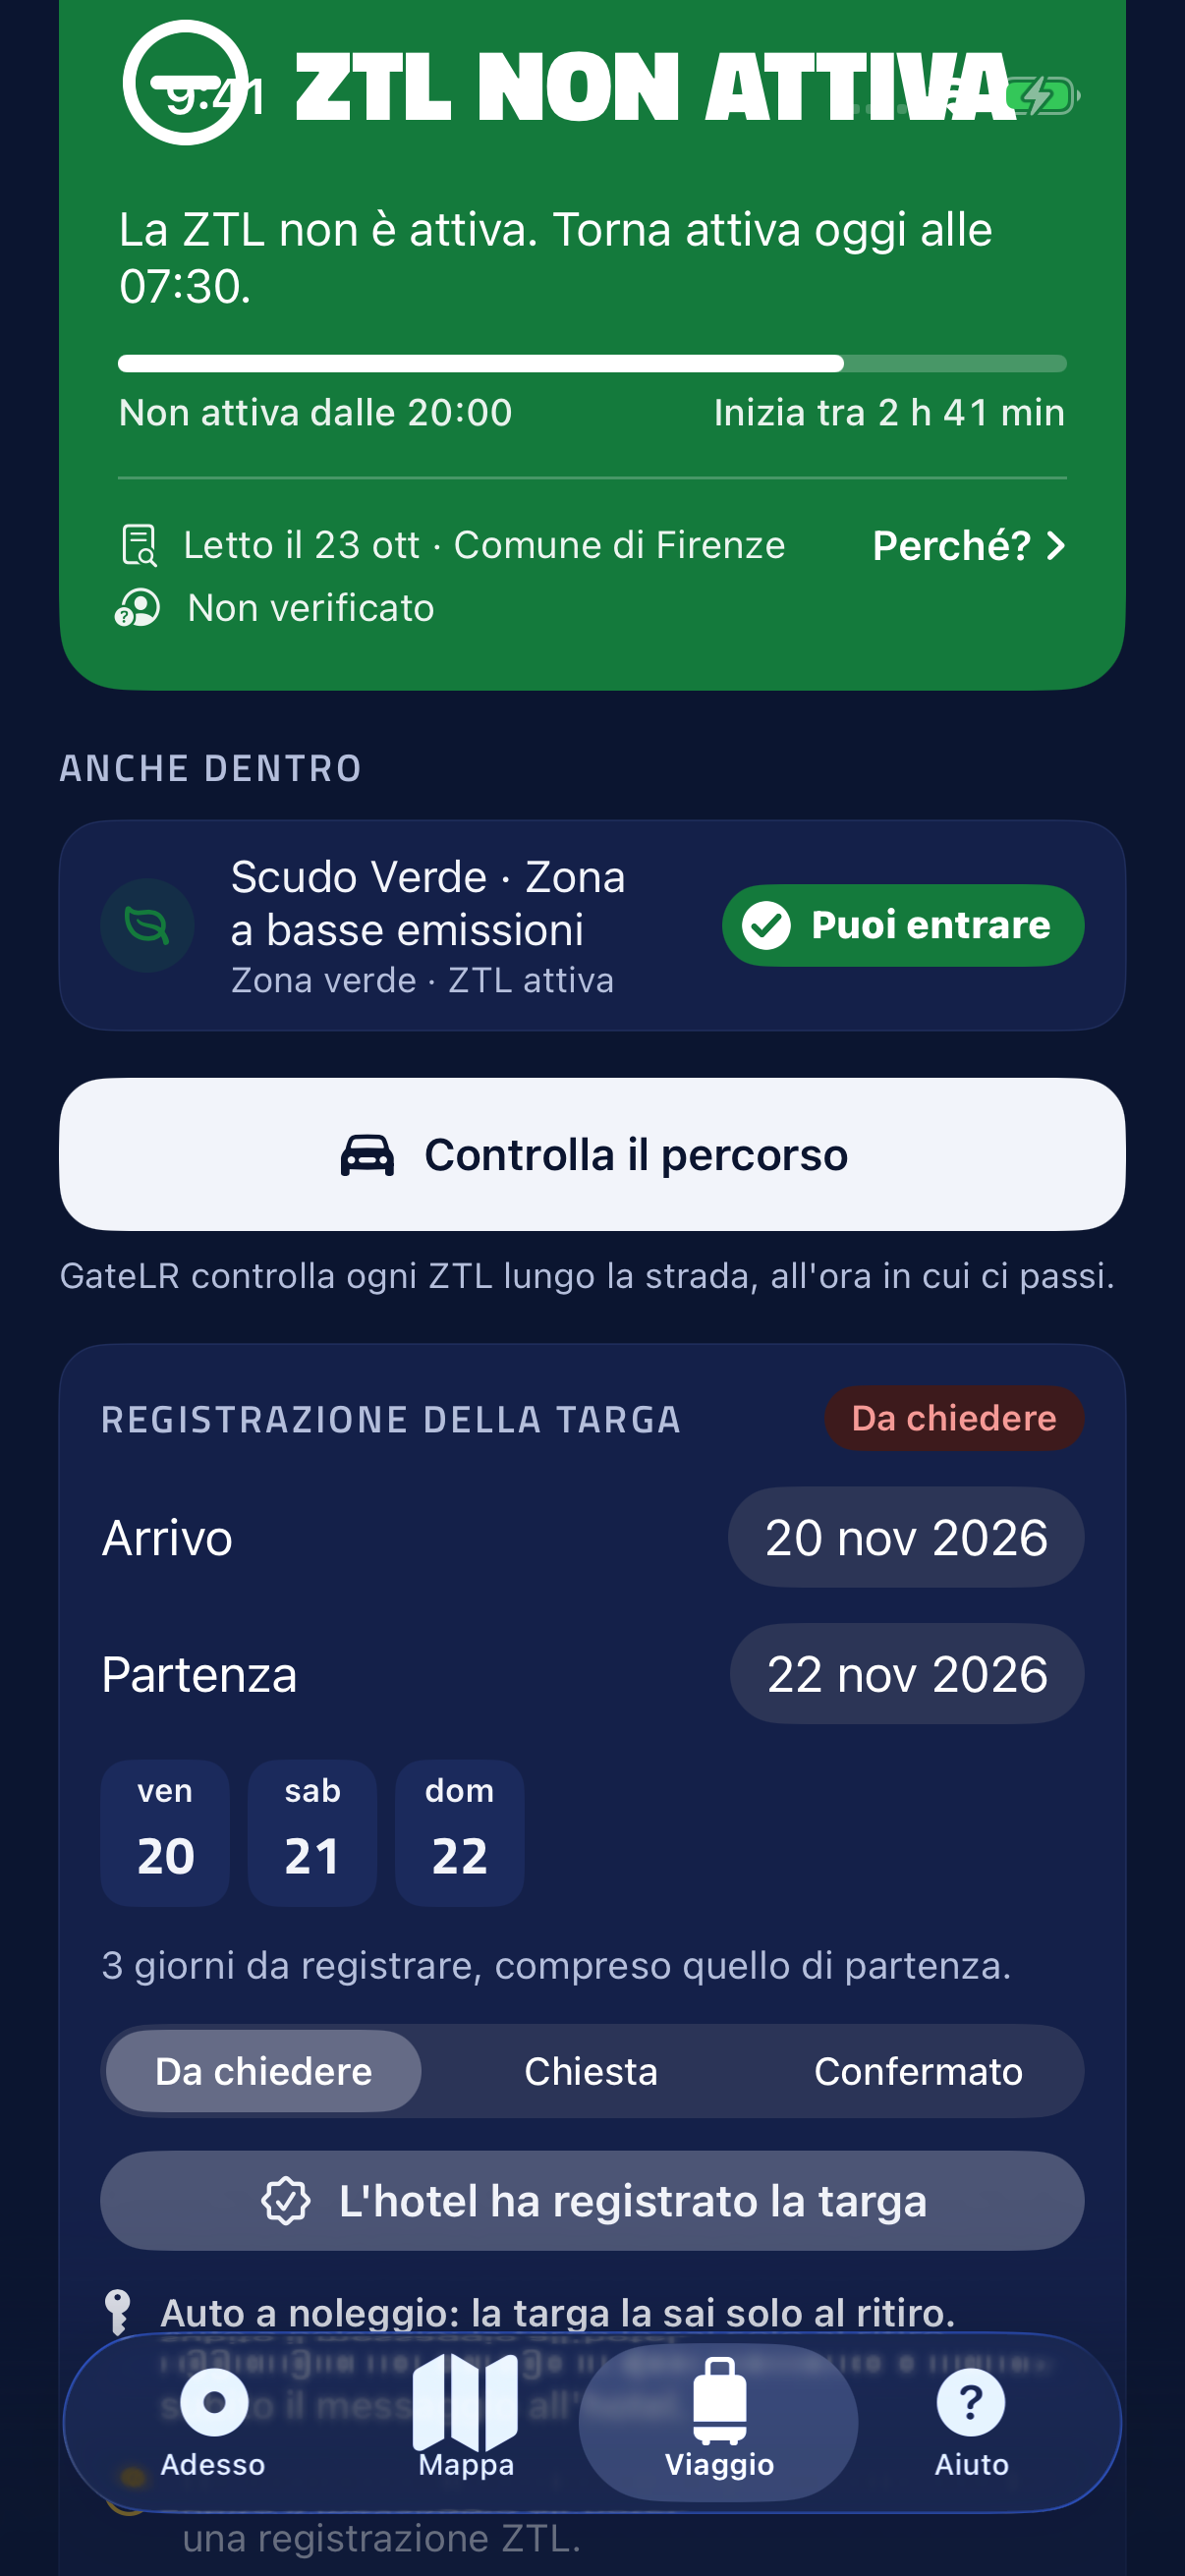 9:41
ZTL NON ATTIVA
La ZTL non è attiva. Torna attiva oggi alle
07:30.
Non attiva dalle 20:00
Inizia tra 2 h 41 min
Letto il 23 ott · Comune di Firenze
Perché?
Non verificato
ANCHE DENTRO
Scudo Verde · Zona
a basse emissioni
Zona verde · ZTL attiva
Puoi entrare
Controlla il percorso
GateLR controlla ogni ZTL lungo la strada, all'ora in cui ci passi.
REGISTRAZIONE DELLA TARGA
Da chiedere
Arrivo
20 nov 2026
Partenza
22 nov 2026
ven
sab
dom
20
21
22
3 giorni da registrare, compreso quello di partenza.
Da chiedere
Chiesta
Confermato
L'hotel ha registrato la targa
Auto a noleggio: la targa la sai solo al ritiro.
Adesso
Mappa
Viaggio
Aiuto
una registrazione ZTL.